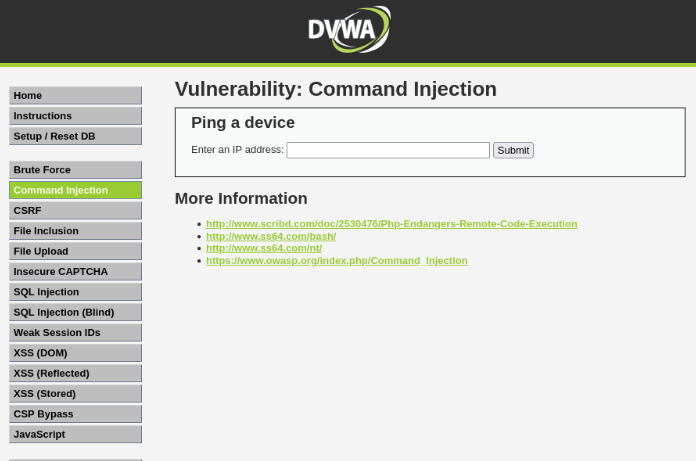 DVWA
Home
Instructions
Setup / Reset DB
Brute Force
Command Injection
CSRF
File Inclusion
File Upload
Insecure CAPTCHA
SQL Injection
SQL Injection (Blind)
Weak Session IDs
XSS (DOM)
XSS (Reflected)
XSS (Stored)
CSP Bypass
JavaScript
Vulnerability: Command Injection
Ping a device
Enter an IP address: Submit
More Information
http://www.scribd.com/doc/2530476/Php-Endangers-Remote-Code-Execution
http://www.ss64.com/bash/
http://www.ss64.com/nt/
https://www.owasp.org/index.php/Command_Injection